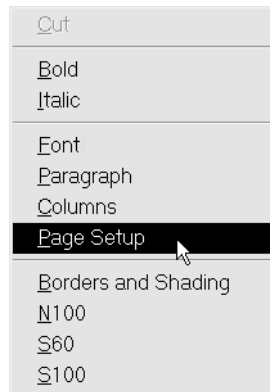 Cut
Bold
Italic
Font
Paragraph
Columns
Page Setup
Borders and Shading
N100
S60
S100